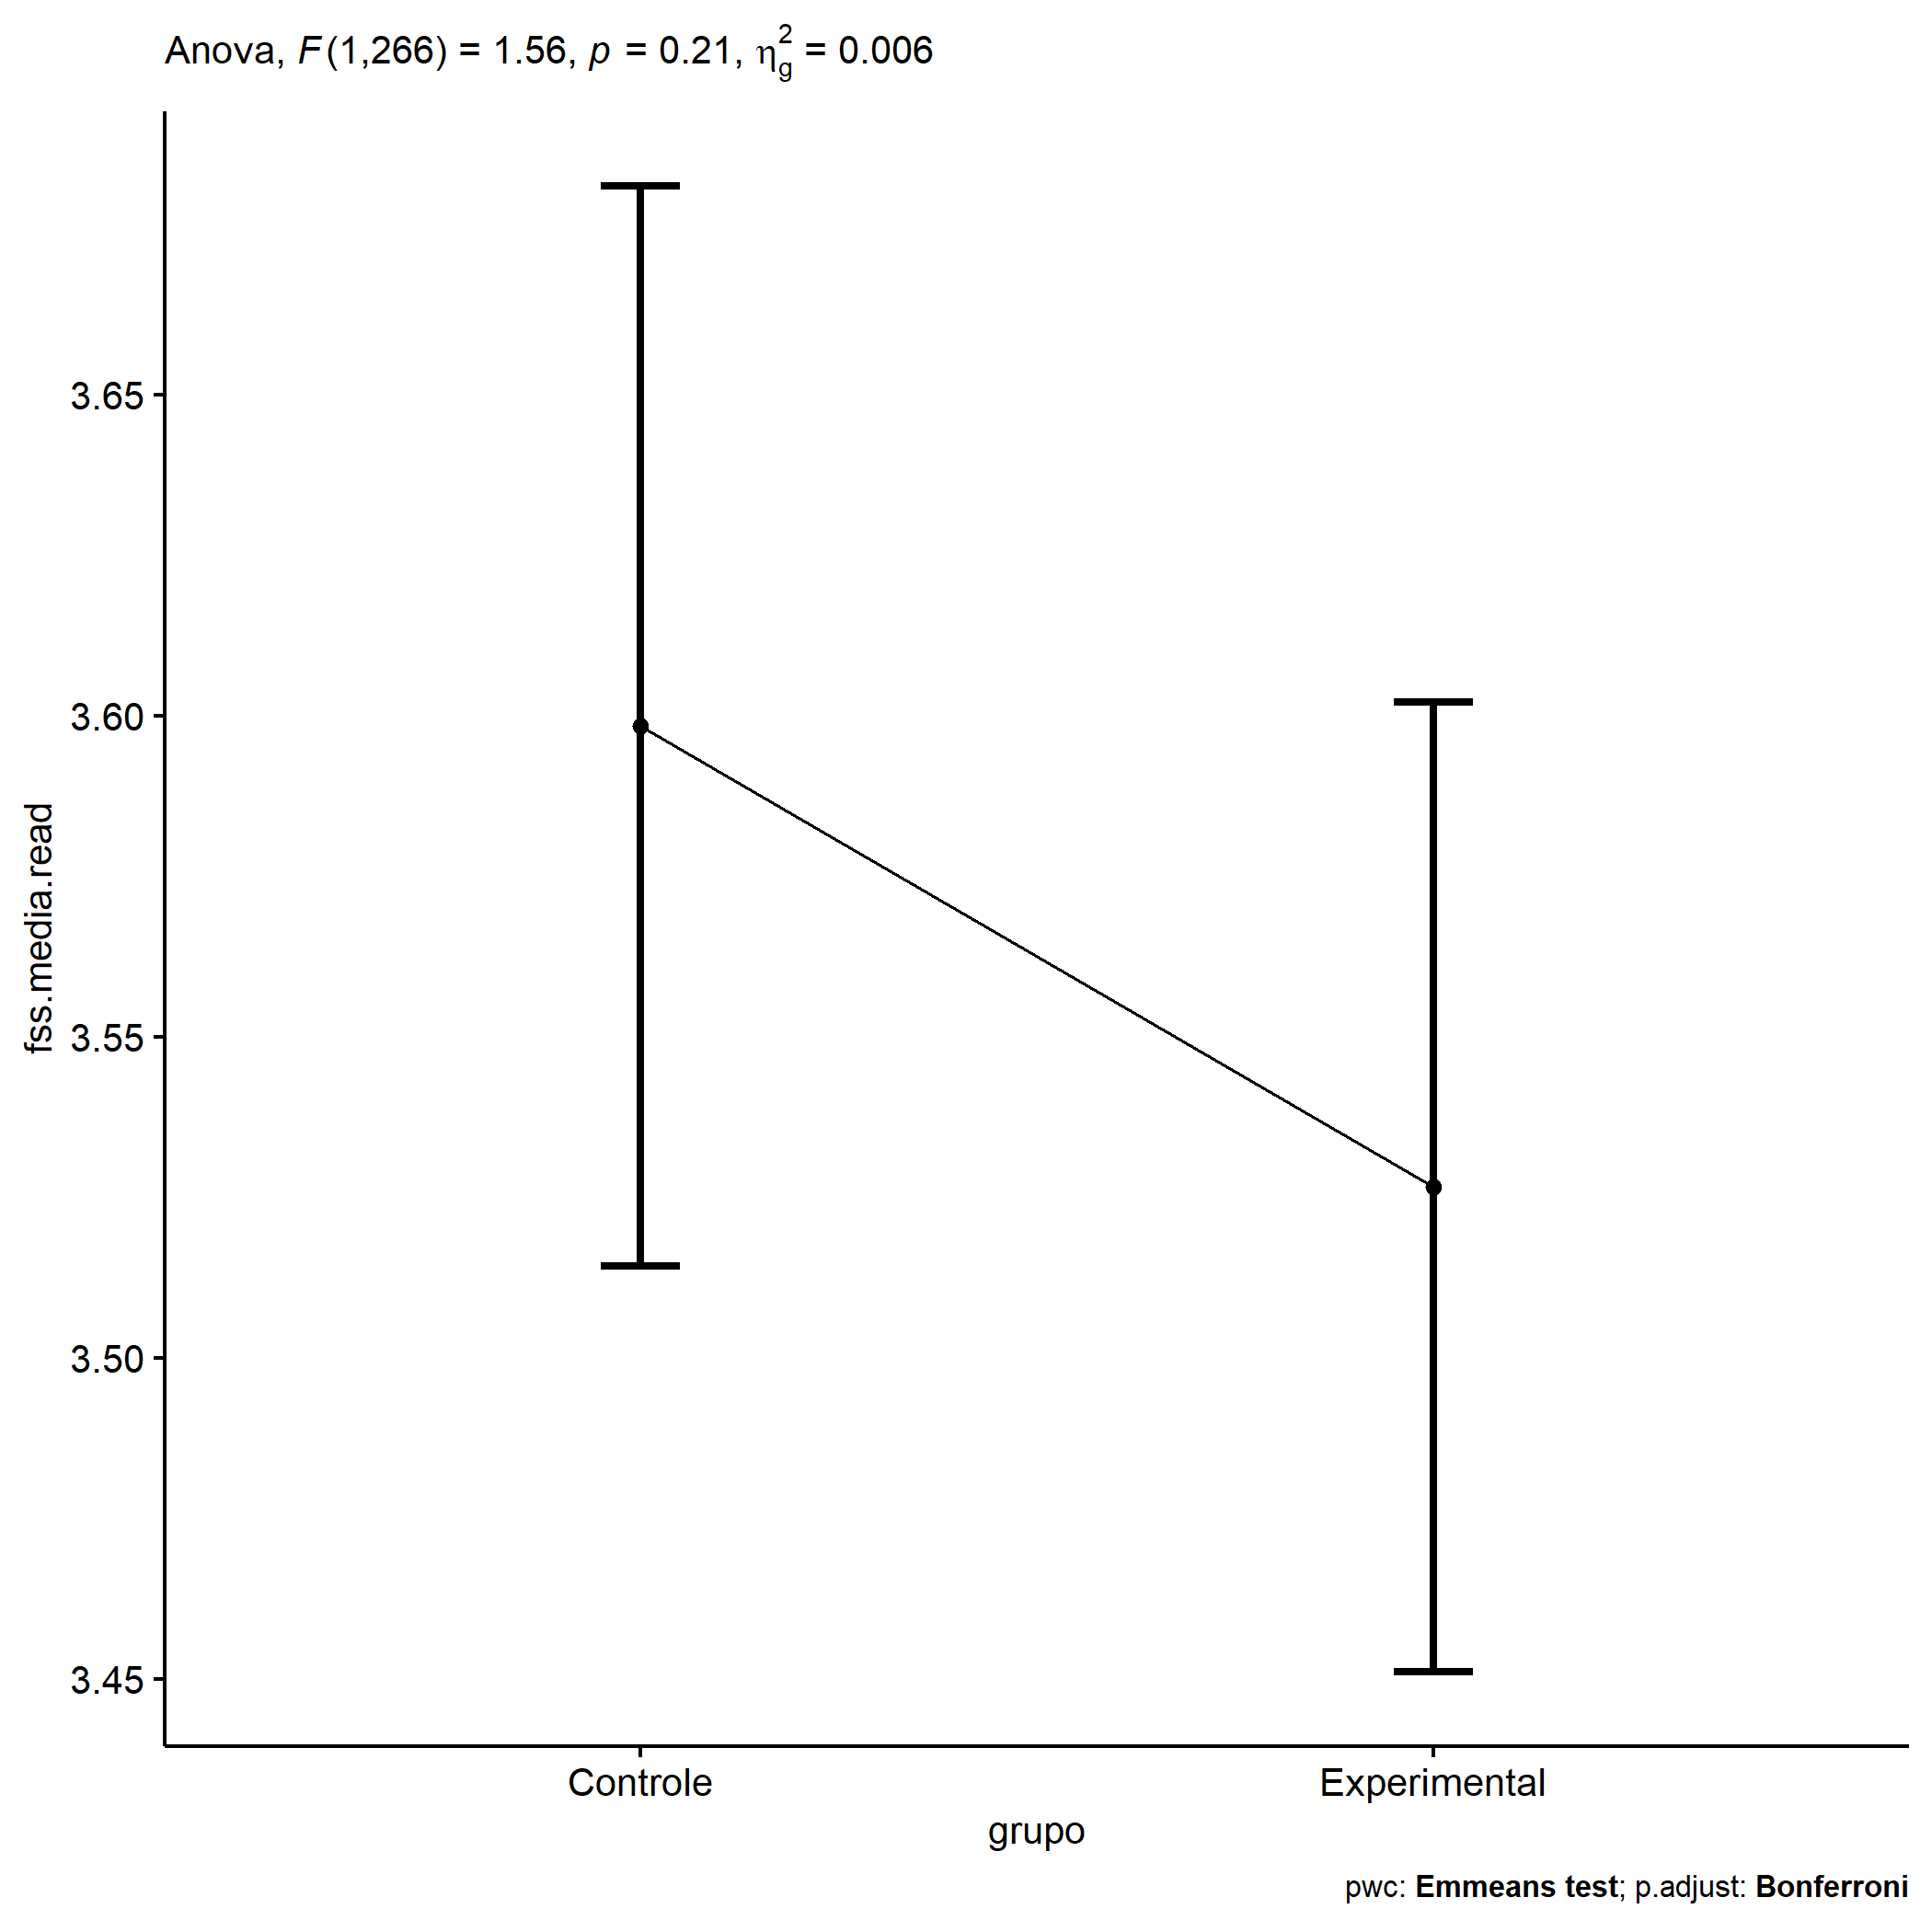 Anova, F(1,266) = 1.56, p = 0.21, η²g = 0.006
3.65
3.60
3.55
3.50
3.45
fss.media.read
Controle Experimental
grupo
pwc: Emmeans test; p.adjust: Bonferroni